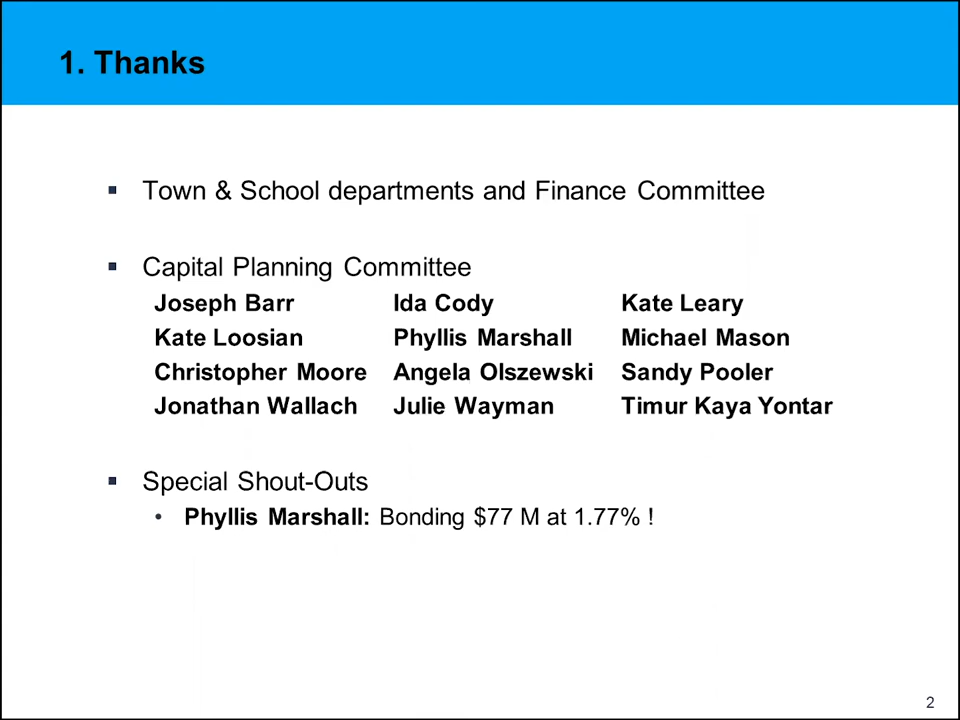 1. Thanks
▪ Town & School departments and Finance Committee
▪ Capital Planning Committee
Joseph Barr Ida Cody Kate Leary
Kate Loosian Phyllis Marshall Michael Mason
Christopher Moore Angela Olszewski Sandy Pooler
Jonathan Wallach Julie Wayman Timur Kaya Yontar
▪ Special Shout-Outs
• Phyllis Marshall: Bonding $77 M at 1.77% !
2